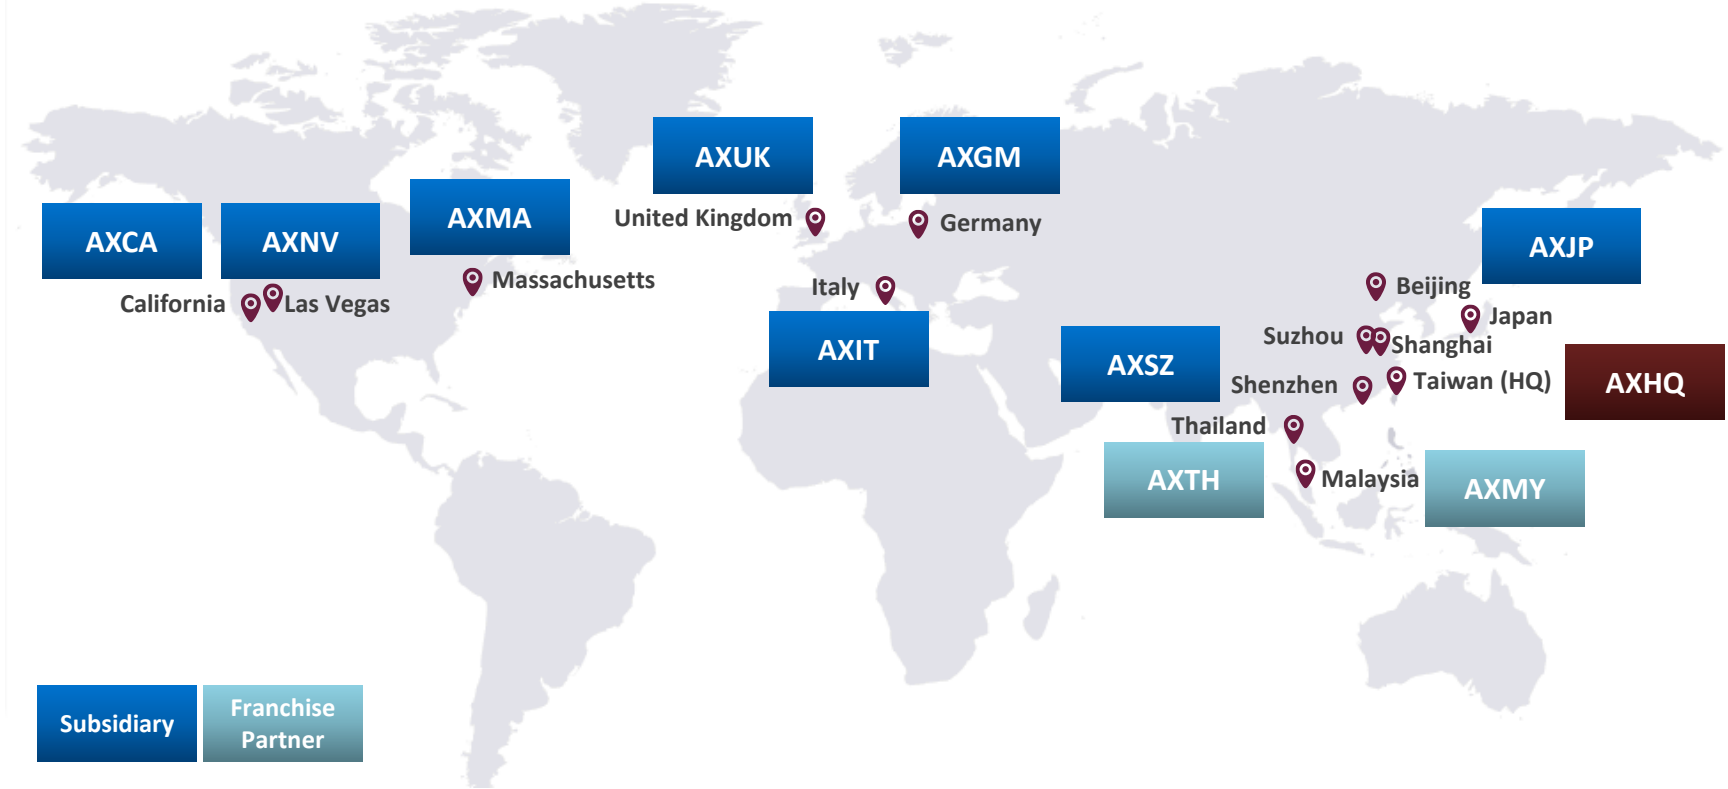 AXUK
AXGM
AXMA
AXCA
AXNV
AXJP
United Kingdom
Germany
Massachusetts
California
Las Vegas
Italy
Beijing
Japan
AXIT
AXSZ
Suzhou
Shanghai
Shenzhen
Taiwan (HQ)
AXHQ
Thailand
AXTH
Malaysia
AXMY
Subsidiary
Franchise
Partner